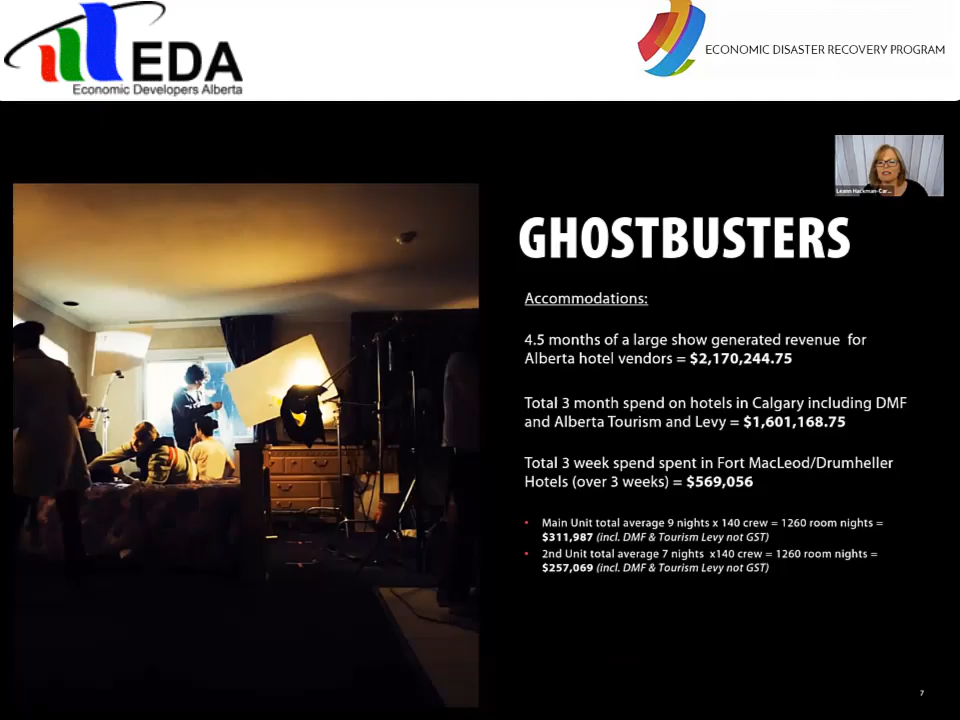 EDA
Economic Developers Alberta
ECONOMIC DISASTER RECOVERY PROGRAM
Leann Hackman-Car...
GHOSTBUSTERS
Accommodations:
4.5 months of a large show generated revenue for
Alberta hotel vendors = $2,170,244.75
Total 3 month spend on hotels in Calgary including DMF
and Alberta Tourism and Levy = $1,601,168.75
Total 3 week spend spent in Fort MacLeod/Drumheller
Hotels (over 3 weeks) = $569,056
• Main Unit total average 9 nights x 140 crew = 1260 room nights =
$311,987 (incl. DMF & Tourism Levy not GST)
• 2nd Unit total average 7 nights x140 crew = 1260 room nights =
$257,069 (incl. DMF & Tourism Levy not GST)
7